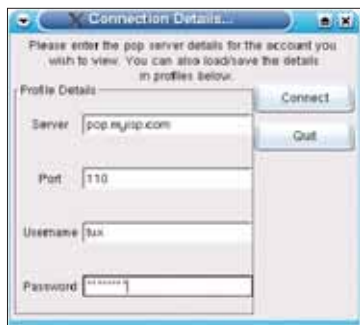 Connection Details...
Please enter the pop server details for the account you
wish to view. You can also load/save the details
in profiles below.
Profile Details
Connect
Server pop.myisp.com
Quit
Port 110
Username tux
Password ********